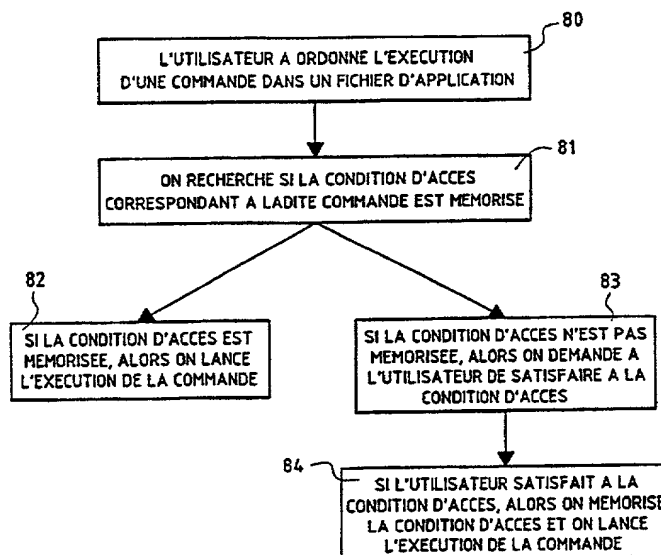 80
L'UTILISATEUR A ORDONNE L'EXECUTION
D'UNE COMMANDE DANS UN FICHIER D'APPLICATION
81
ON RECHERCHE SI LA CONDITION D'ACCES
CORRESPONDANT A LADITE COMMANDE EST MEMORISE
82
SI LA CONDITION D'ACCES EST
MEMORISEE, ALORS ON LANCE
L'EXECUTION DE LA COMMANDE
83
SI LA CONDITION D'ACCES N'EST PAS
MEMORISEE, ALORS ON DEMANDE A
L'UTILISATEUR DE SATISFAIRE A LA
CONDITION D'ACCES
84
SI L'UTILISATEUR SATISFAIT A LA
CONDITION D'ACCES, ALORS ON MEMORISE
LA CONDITION D'ACCES ET ON LANCE
L'EXECUTION DE LA COMMANDE